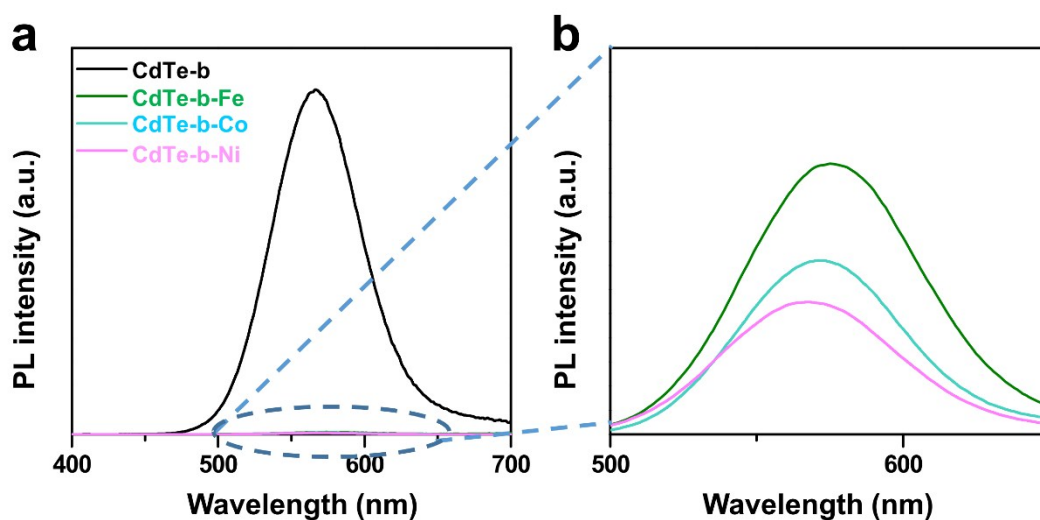 a
CdTe-b
CdTe-b-Fe
CdTe-b-Co
CdTe-b-Ni
PL intensity (a.u.)
400
500
600
700
Wavelength (nm)
b
PL intensity (a.u.)
500
600
Wavelength (nm)